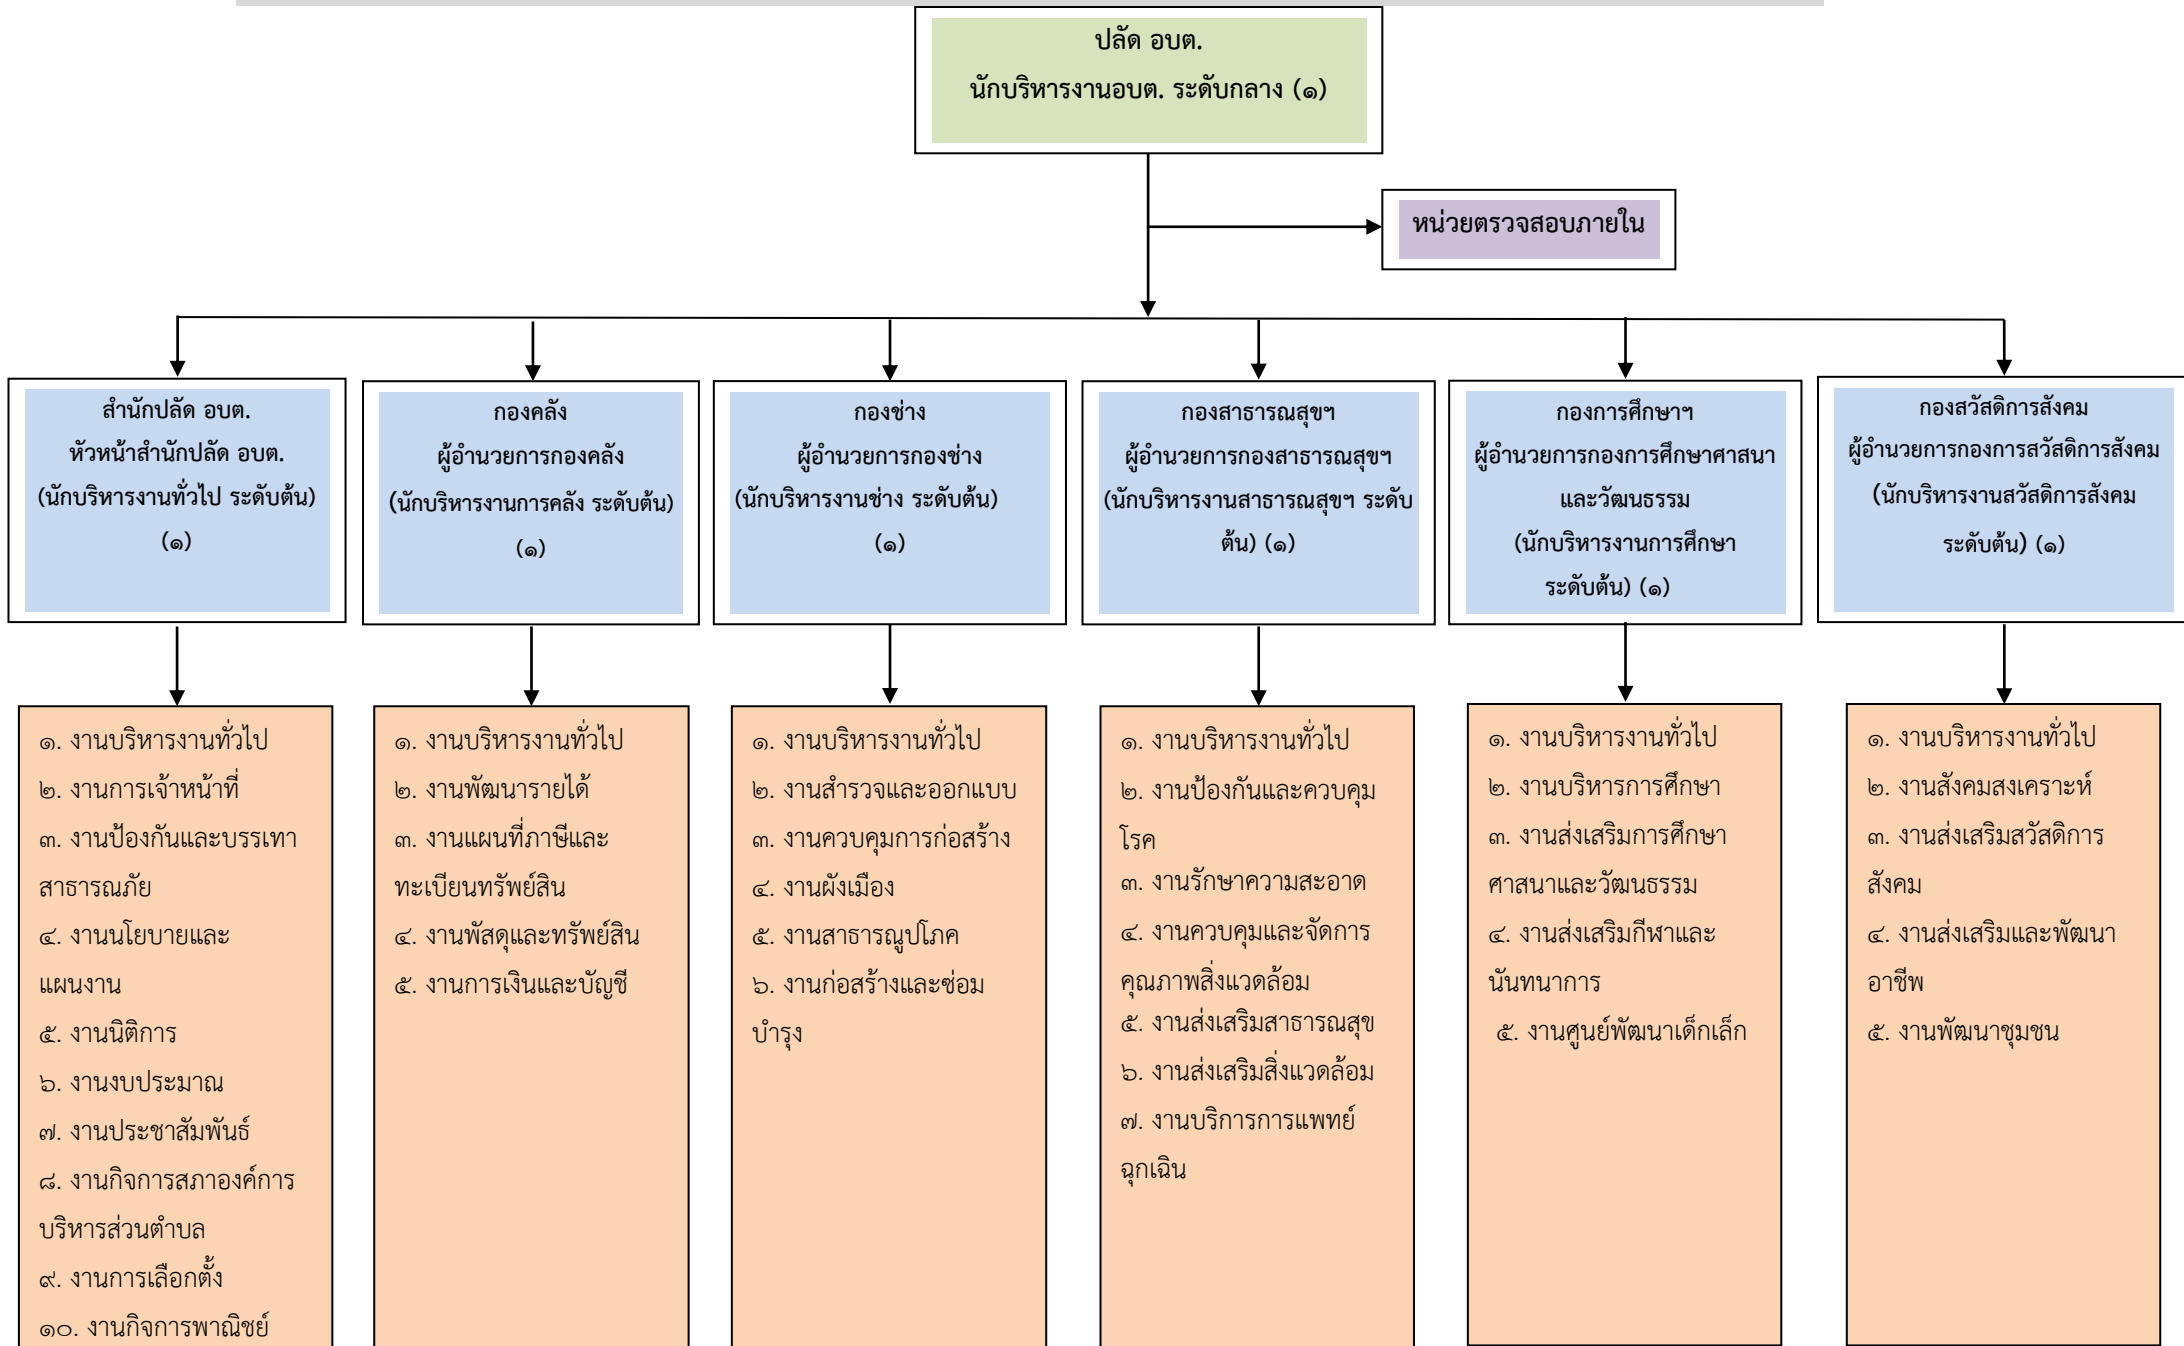 ปลัด อบต.
นักบริหารงานอบต. ระดับกลาง (๑)
หน่วยตรวจสอบภายใน
สำนักปลัด อบต.
หัวหน้าสำนักปลัด อบต.
(นักบริหารงานทั่วไป ระดับต้น)
(๑)
กองคลัง
ผู้อำนวยการกองคลัง
(นักบริหารงานการคลัง ระดับต้น)
(๑)
กองช่าง
ผู้อำนวยการกองช่าง
(นักบริหารงานช่าง ระดับต้น)
(๑)
กองสาธารณสุขฯ
ผู้อำนวยการกองสาธารณสุขฯ
(นักบริหารงานสาธารณสุขฯ ระดับ
ต้น) (๑)
กองการศึกษาฯ
ผู้อำนวยการกองการศึกษาศาสนา
และวัฒนธรรม
(นักบริหารงานการศึกษา
ระดับต้น) (๑)
กองสวัสดิการสังคม
ผู้อำนวยการกองการสวัสดิการสังคม
(นักบริหารงานสวัสดิการสังคม
ระดับต้น) (๑)
๑. งานบริหารงานทั่วไป
๒. งานการเจ้าหน้าที่
๓. งานป้องกันและบรรเทา
สาธารณภัย
๔. งานนโยบายและ
แผนงาน
๕. งานนิติการ
๖. งานงบประมาณ
๗. งานประชาสัมพันธ์
๘. งานกิจการสภาองค์การ
บริหารส่วนตำบล
๙. งานการเลือกตั้ง
๑๐. งานกิจการพาณิชย์
๑. งานบริหารงานทั่วไป
๒. งานพัฒนารายได้
๓. งานแผนที่ภาษีและ
ทะเบียนทรัพย์สิน
๔. งานพัสดุและทรัพย์สิน
๕. งานการเงินและบัญชี
๑. งานบริหารงานทั่วไป
๒. งานสำรวจและออกแบบ
๓. งานควบคุมการก่อสร้าง
๔. งานผังเมือง
๕. งานสาธารณูปโภค
๖. งานก่อสร้างและซ่อม
บำรุง
๑. งานบริหารงานทั่วไป
๒. งานป้องกันและควบคุม
โรค
๓. งานรักษาความสะอาด
๔. งานควบคุมและจัดการ
คุณภาพสิ่งแวดล้อม
๕. งานส่งเสริมสาธารณสุข
๖. งานส่งเสริมสิ่งแวดล้อม
๗. งานบริการการแพทย์
ฉุกเฉิน
๑. งานบริหารงานทั่วไป
๒. งานบริหารการศึกษา
๓. งานส่งเสริมการศึกษา
ศาสนาและวัฒนธรรม
๔. งานส่งเสริมกีฬาและ
นันทนาการ
๕. งานศูนย์พัฒนาเด็กเล็ก
๑. งานบริหารงานทั่วไป
๒. งานสังคมสงเคราะห์
๓. งานส่งเสริมสวัสดิการ
สังคม
๔. งานส่งเสริมและพัฒนา
อาชีพ
๕. งานพัฒนาชุมชน